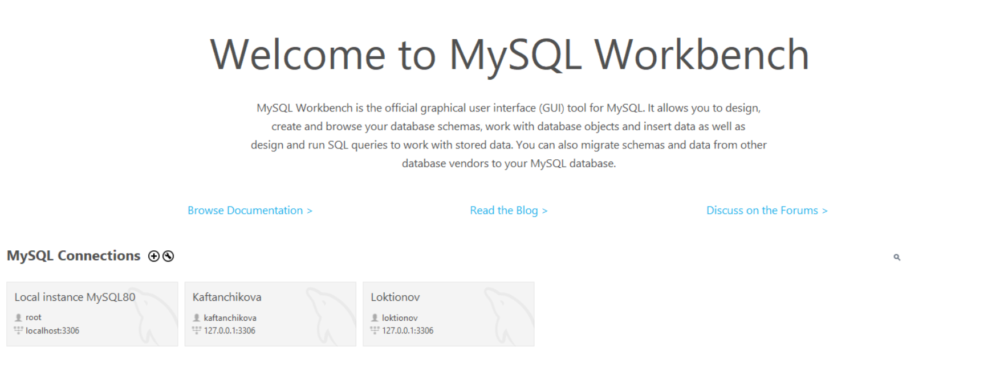 Welcome to MySQL Workbench
MySQL Workbench is the official graphical user interface (GUI) tool for MySQL. It allows you to design,
create and browse your database schemas, work with database objects and insert data as well as
design and run SQL queries to work with stored data. You can also migrate schemas and data from other
database vendors to your MySQL database.
Browse Documentation >
Read the Blog >
Discuss on the Forums >
MySQL Connections
Local instance MySQL80
root
localhost:3306
Kaftanchikova
kaftanchikova
127.0.0.1:3306
Loktionov
loktionov
127.0.0.1:3306